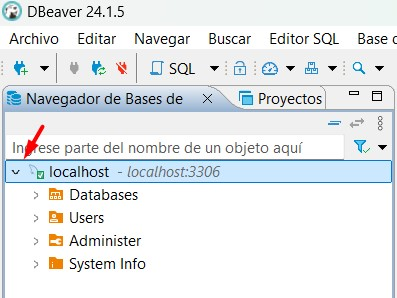 DBeaver 24.1.5
Archivo Editar Navegar Buscar Editor SQL Base d
SQL
Navegador de Bases de Proyectos
Ingrese parte del nombre de un objeto aquí
localhost - localhost:3306
Databases
Users
Administer
System Info